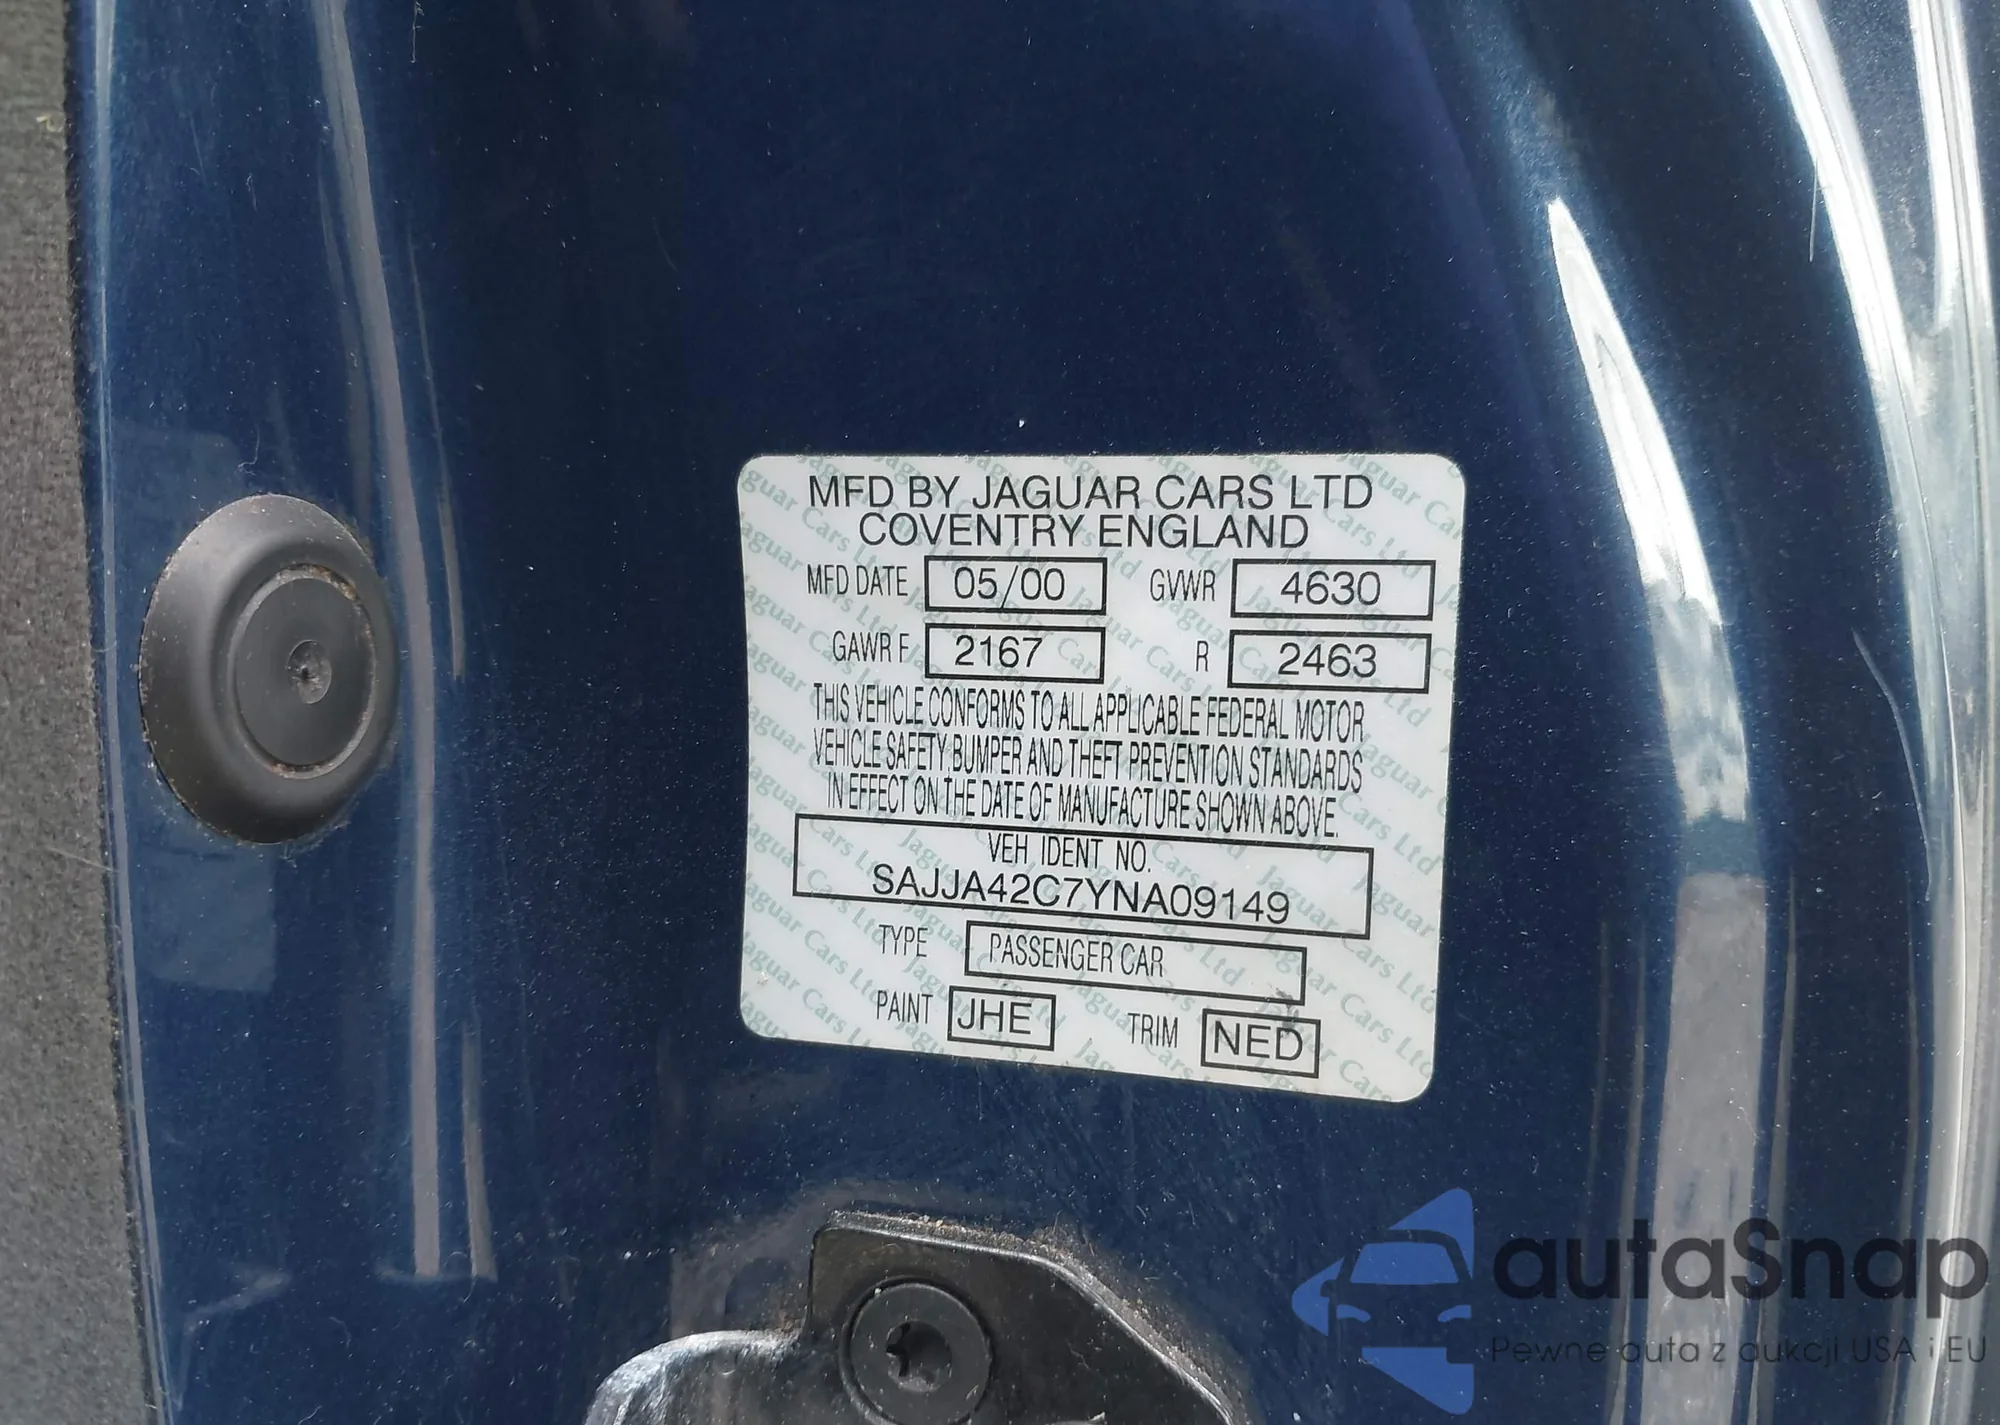 MFD BY JAGUAR CARS LTD
COVENTRY ENGLAND
MFD DATE 05/00 GVWR 4630
GAWR F 2167 R 2463
THIS VEHICLE CONFORMS TO ALL APPLICABLE FEDERAL MOTOR
VEHICLE SAFETY, BUMPER AND THEFT PREVENTION STANDARDS
IN EFFECT ON THE DATE OF MANUFACTURE SHOWN ABOVE.
VEH IDENT NO.
SAJJA42C7YNA09149
TYPE PASSENGER CAR
PAINT JHE TRIM NED
autaSnap
Pewne auta z aukcji USA i EU